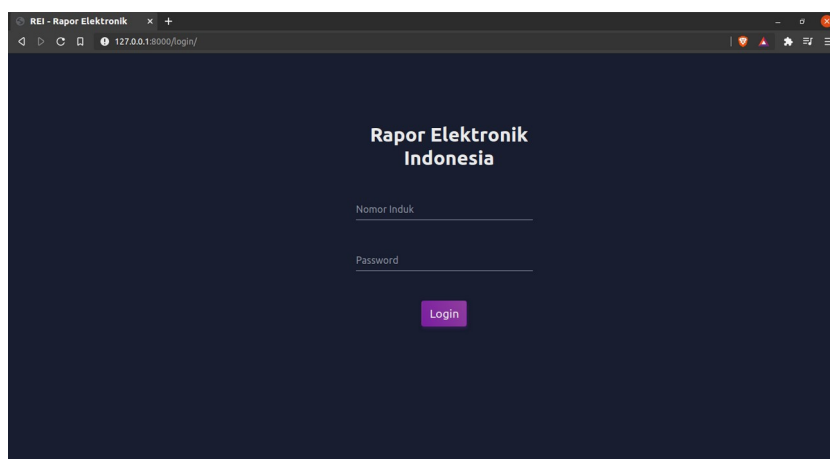 REI - Rapor Elektronik
127.0.0.1:8000/login/
Rapor Elektronik
Indonesia
Nomor Induk
Password
Login